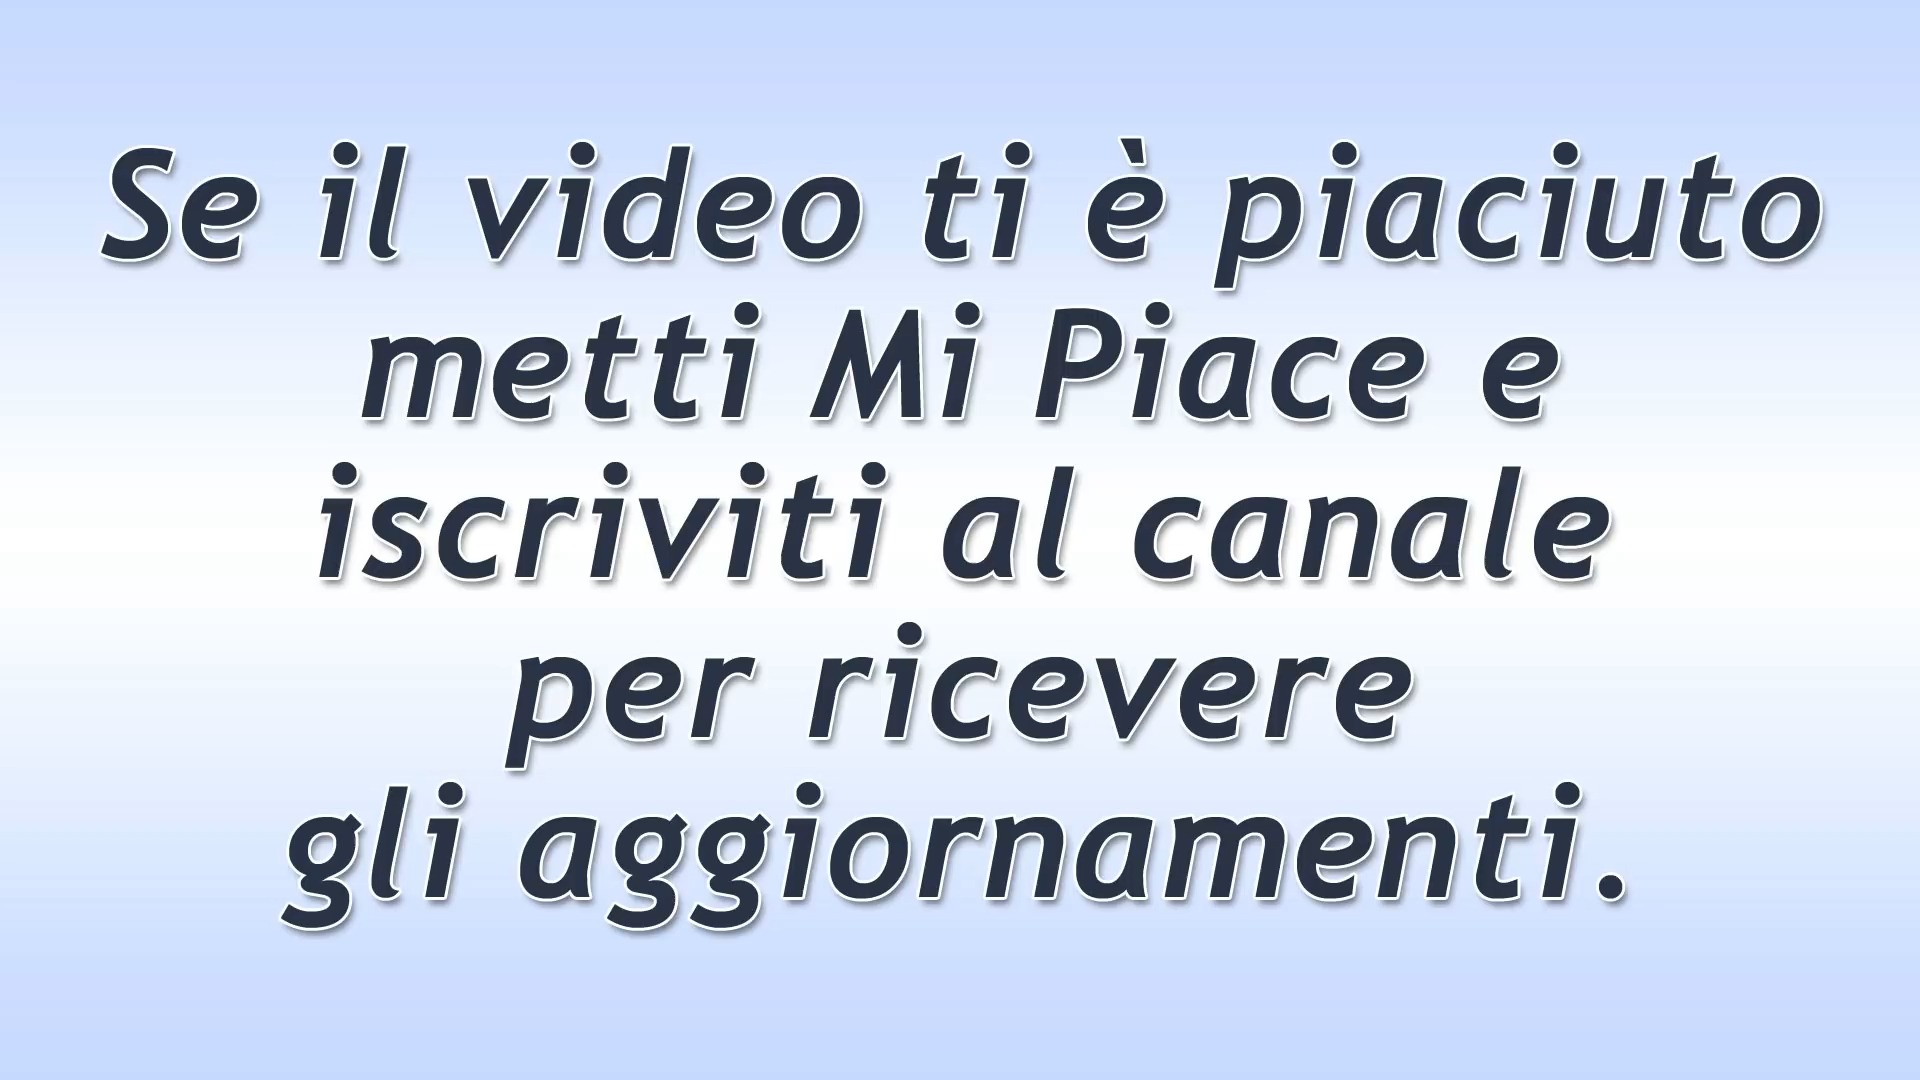 Se il video ti è piaciuto
metti Mi Piace e
iscriviti al canale
per ricevere
gli aggiornamenti.